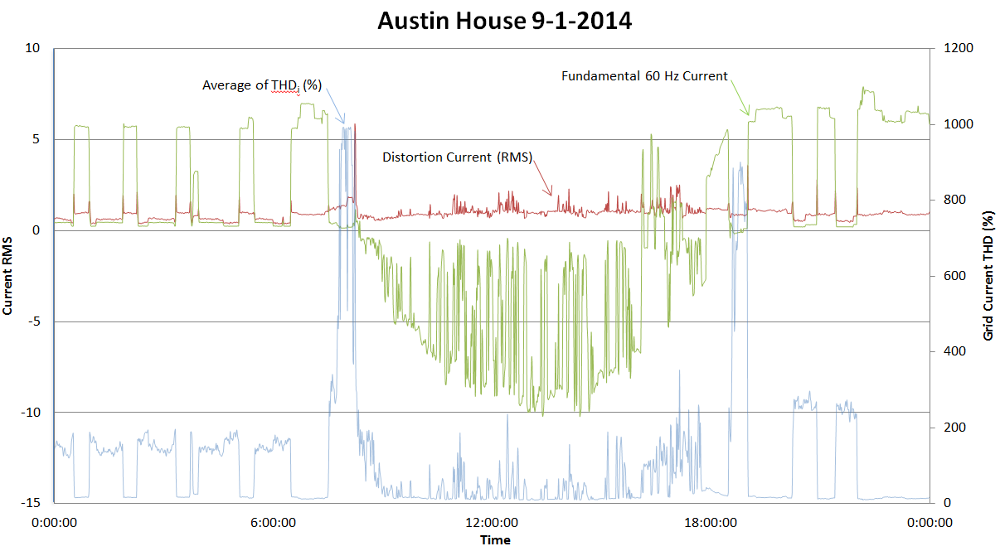 Austin House 9-1-2014
10
5
0
-5
-10
-15
Current RMS
1200
1000
800
600
400
200
0
Grid Current THD (%)
Average of THDi (%)
Distortion Current (RMS)
Fundamental 60 Hz Current
0:00:00
6:00:00
12:00:00
18:00:00
0:00:00
Time